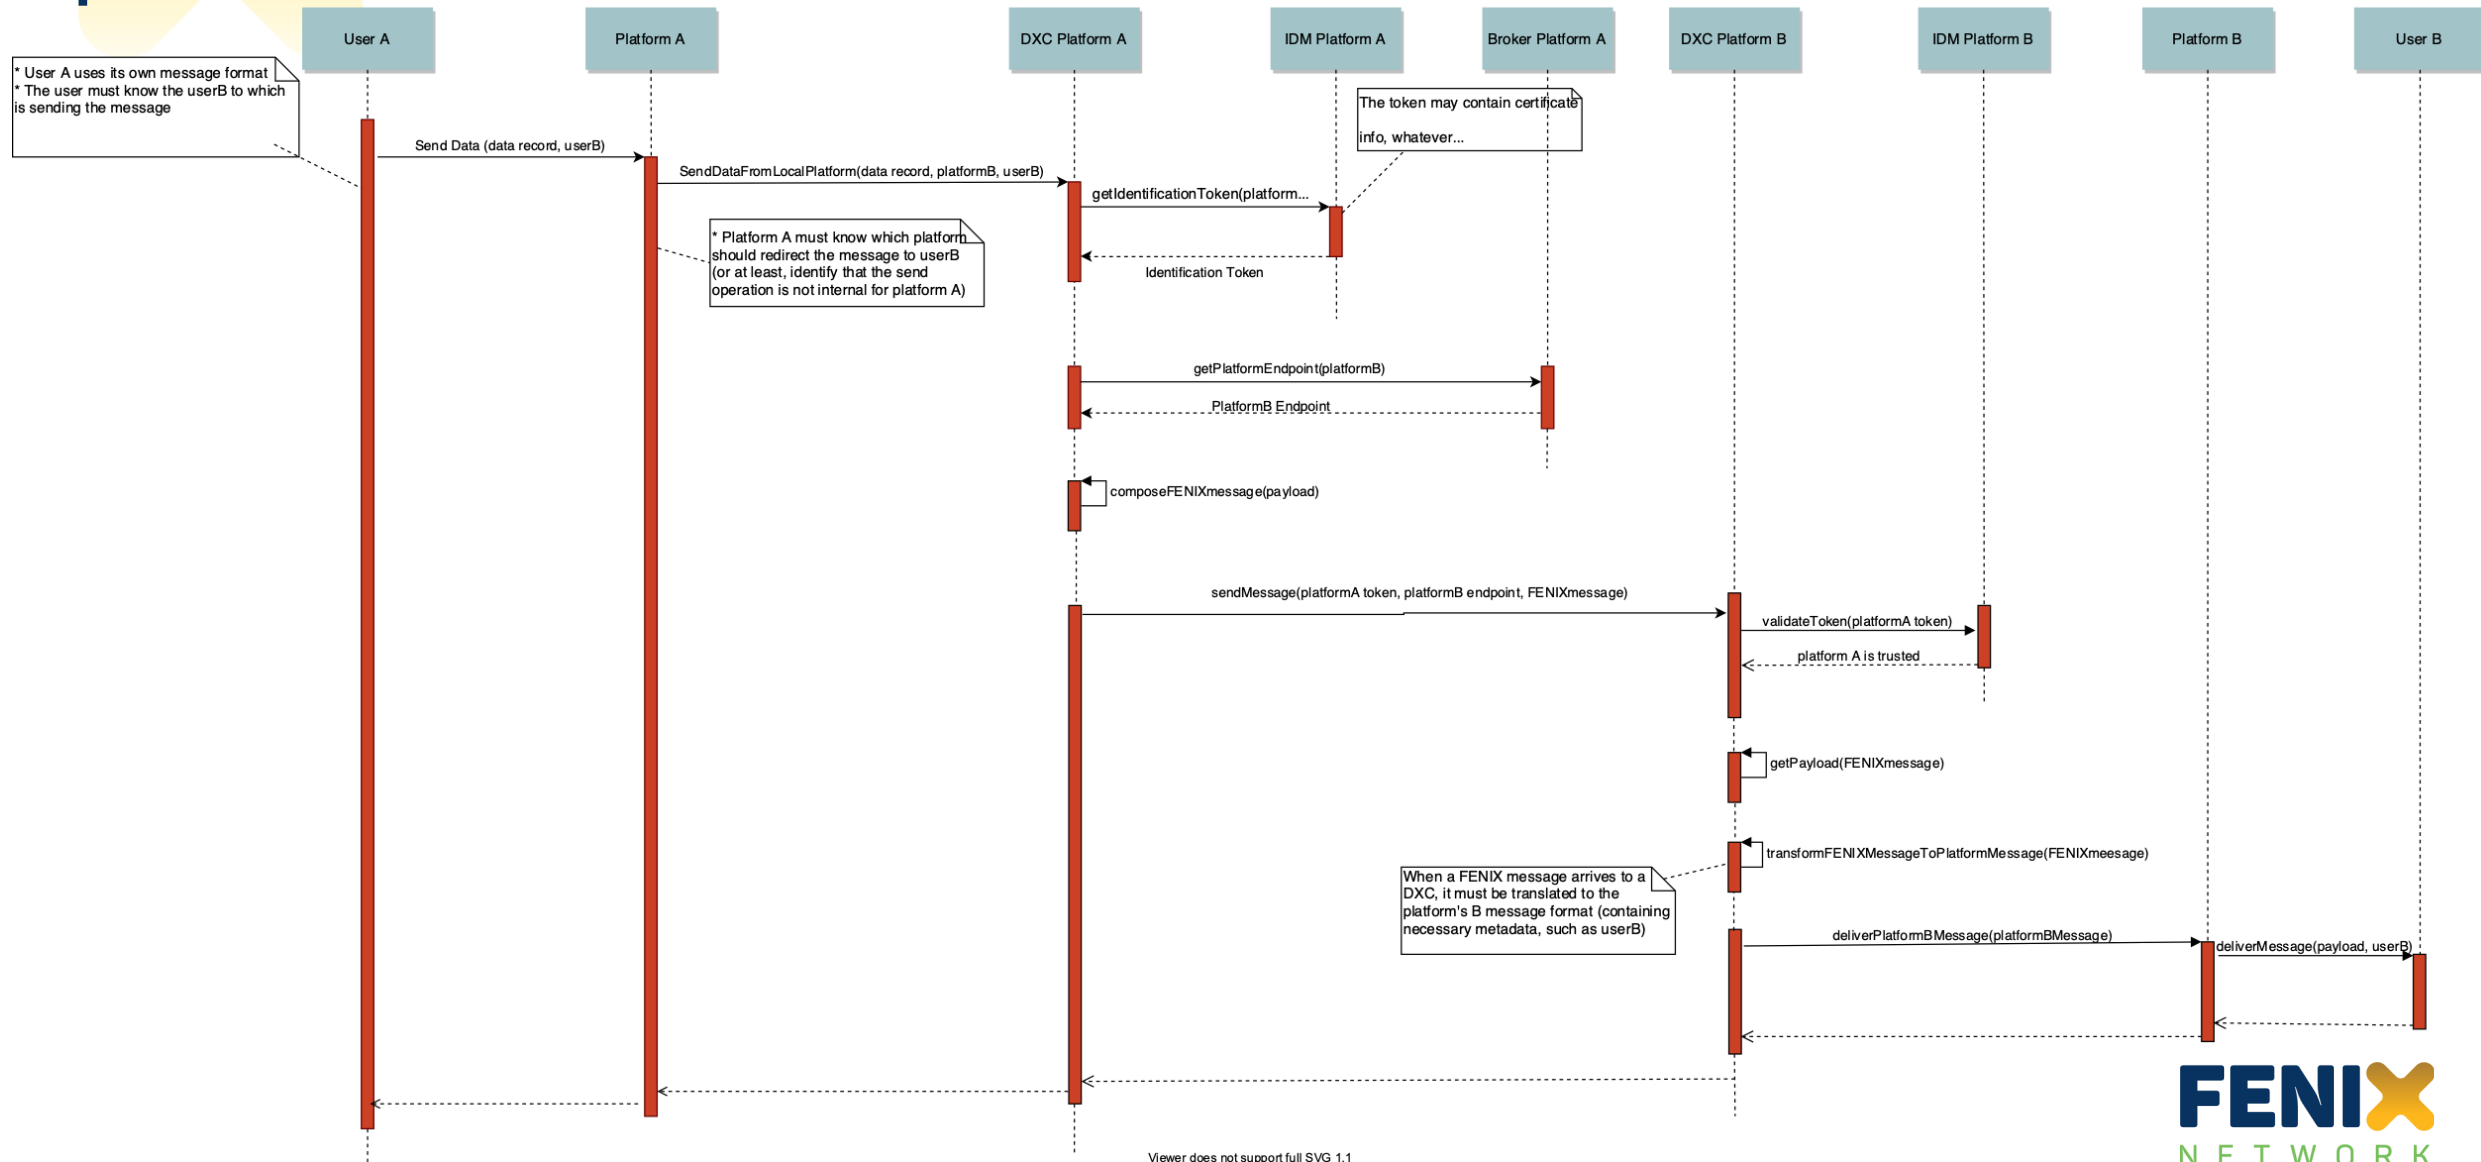 User A
Platform A
DXC Platform A
IDM Platform A
Broker Platform A
DXC Platform B
IDM Platform B
Platform B
User B
* User A uses its own message format
* The user must know the userB to which
is sending the message
The token may contain certificate
info, whatever...
Send Data (data record, userB)
SendDataFromLocalPlatform(data record, platformB, userB)
getIdentificationToken(platform...
* Platform A must know which platform
should redirect the message to userB
(or at least, identify that the send
operation is not internal for platform A)
Identification Token
getPlatformEndpoint(platformB)
PlatformB Endpoint
composeFENIXmessage(payload)
sendMessage(platformA token, platformB endpoint, FENIXmessage)
validateToken(platformA token)
platform A is trusted
getPayload(FENIXmessage)
transformFENIXMessageToPlatformMessage(FENIXmeesage)
When a FENIX message arrives to a
DXC, it must be translated to the
platform's B message format (containing
necessary metadata, such as userB)
deliverPlatformBMessage(platformBMessage)
deliverMessage(payload, userB)
FENIX
NETWORK
Viewer does not support full SVG 1.1